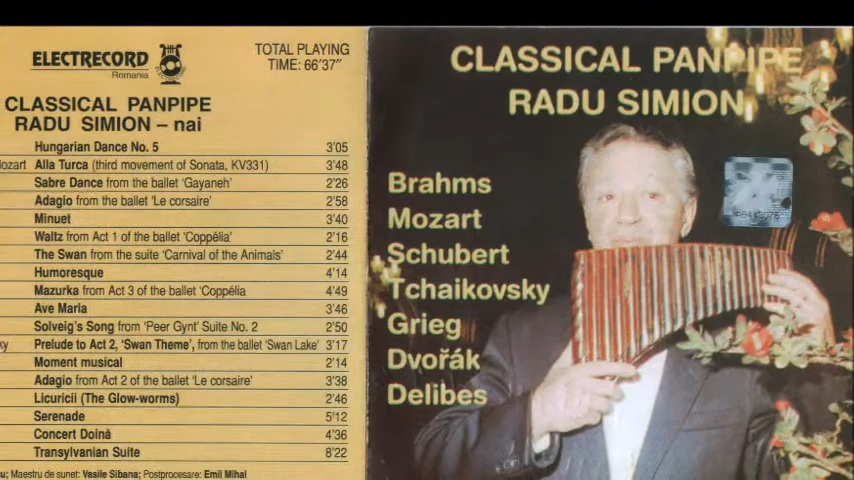 ELECTRECORD
Romania
TOTAL PLAYING
TIME: 66'37"
CLASSICAL PANPIPE
RADU SIMION – nai
Hungarian Dance No. 5 3'05
Alla Turca (third movement of Sonata, KV331) 3'48
Sabre Dance from the ballet 'Gayaneh' 2'26
Adagio from the ballet 'Le corsaire' 2'58
Minuet 3'40
Waltz from Act 1 of the ballet 'Coppélia' 2'16
The Swan from the suite 'Carnival of the Animals' 2'44
Humoresque 4'14
Mazurka from Act 3 of the ballet 'Coppélia 4'49
Ave Maria 3'46
Solveig's Song from 'Peer Gynt' Suite No. 2 2'50
Prelude to Act 2, 'Swan Theme', from the ballet 'Swan Lake' 3'17
Moment musical 2'14
Adagio from Act 2 of the ballet 'Le corsaire' 3'38
Licuricii (The Glow-worms) 2'46
Serenade 5'12
Concert Doină 4'36
Transylvanian Suite 8'22
Maestru de sunet: Vasile Sibana; Postprocesare: Emil Mihal
CLASSICAL PANPIPE
RADU SIMION
Brahms
Mozart
Schubert
Tchaikovsky
Grieg
Dvořák
Delibes